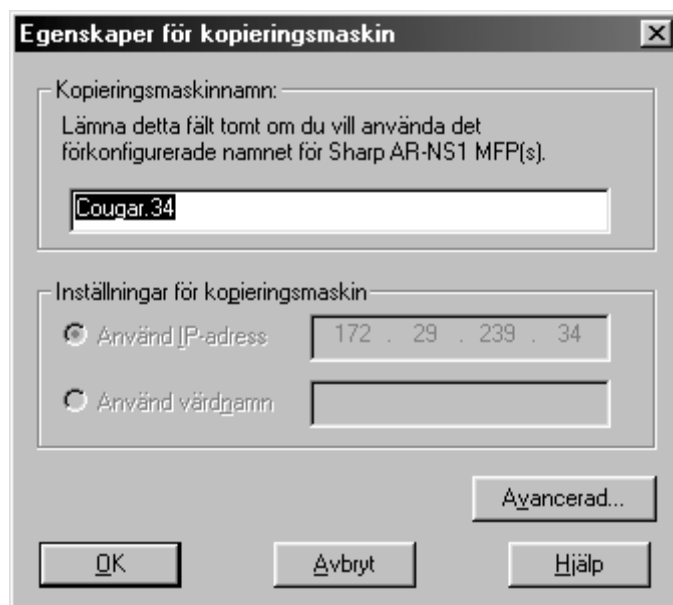 Egenskaper för kopieringsmaskin
Kopieringsmaskinnamn:
Lämna detta fält tomt om du vill använda det
förkonfigurerade namnet för Sharp AR-NS1 MFP(s).
Cougar.34
Inställningar för kopieringsmaskin
Använd IP-adress 172 . 29 . 239 . 34
Använd värdnamn
Avancerad...
OK Avbryt Hjälp